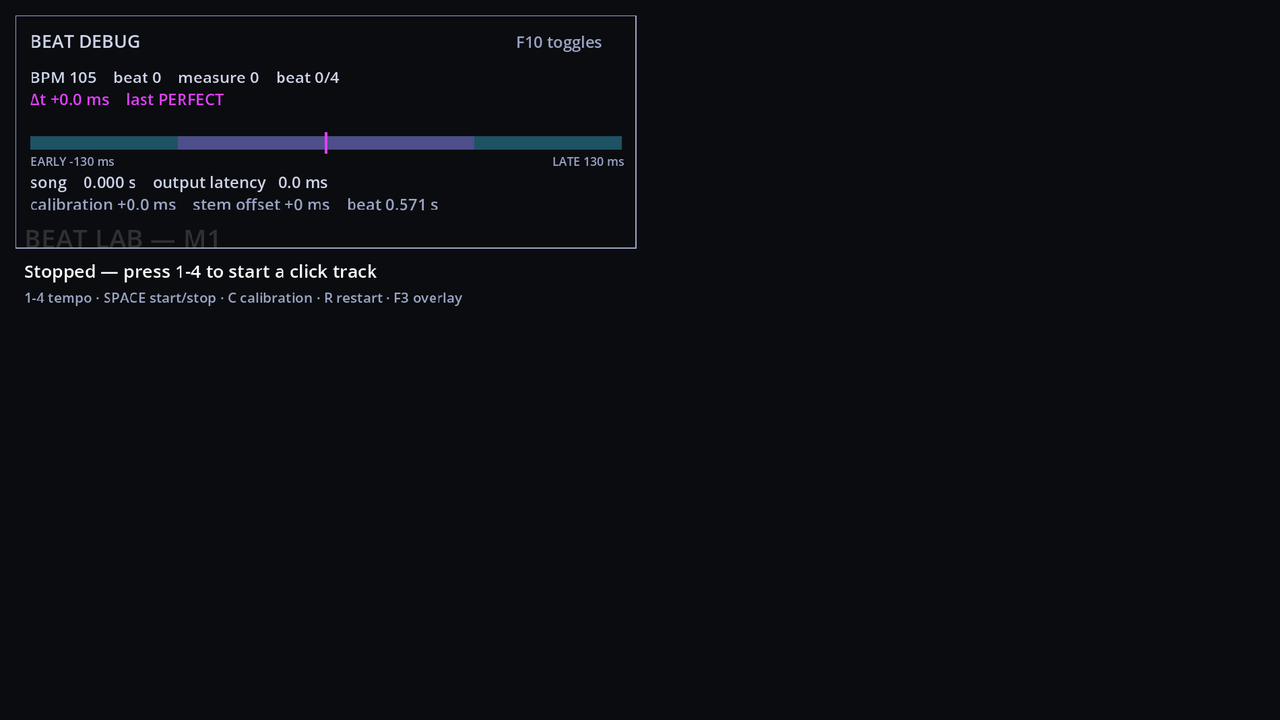 BEAT DEBUG F10 toggles
BPM 105 beat 0 measure 0 beat 0/4
Δt +0.0 ms last PERFECT
EARLY -130 ms LATE 130 ms
song 0.000 s output latency 0.0 ms
calibration +0.0 ms stem offset +0 ms beat 0.571 s
BEAT LAB — M1
Stopped — press 1-4 to start a click track
1-4 tempo · SPACE start/stop · C calibration · R restart · F3 overlay